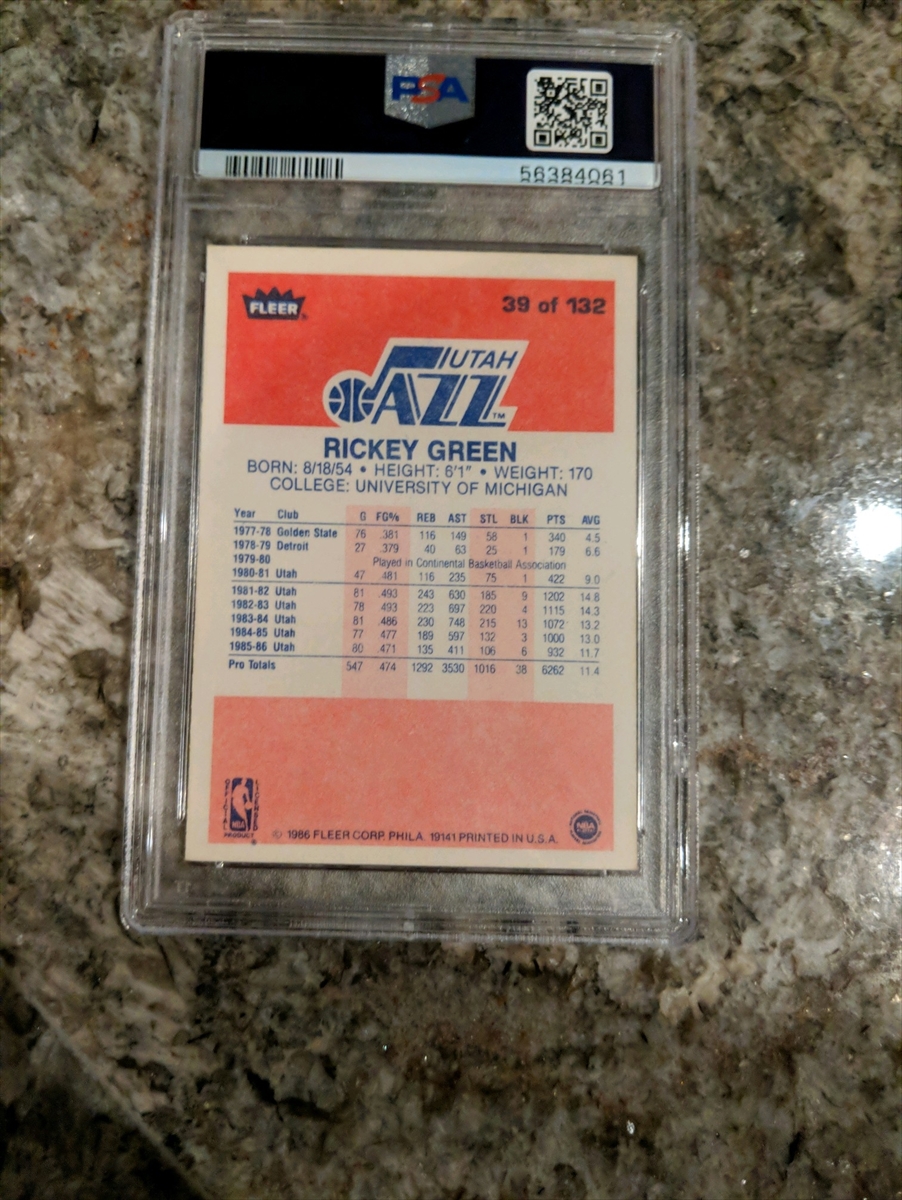 PSA
56384061
FLEER
39 of 132
UTAH
JAZZ TM
RICKEY GREEN
BORN: 8/18/54 • HEIGHT: 6'1" • WEIGHT: 170
COLLEGE: UNIVERSITY OF MICHIGAN
Year Club G FG% REB AST STL BLK PTS AVG
1977-78 Golden State 76 .381 116 149 58 1 340 4.5
1978-79 Detroit 27 .379 40 63 25 1 179 6.6
1979-80 Played in Continental Basketball Association
1980-81 Utah 47 .481 116 235 75 1 422 9.0
1981-82 Utah 81 .493 243 630 185 9 1202 14.8
1982-83 Utah 78 .493 223 697 220 4 1115 14.3
1983-84 Utah 81 .486 230 748 215 13 1072 13.2
1984-85 Utah 77 .477 189 597 132 3 1000 13.0
1985-86 Utah 80 .471 135 411 106 6 932 11.7
Pro Totals 547 .474 1292 3530 1016 38 6262 11.4
OFFICIAL LICENSED
NBA
PRODUCT
© 1986 FLEER CORP. PHILA. 19141 PRINTED IN U.S.A.
NBA